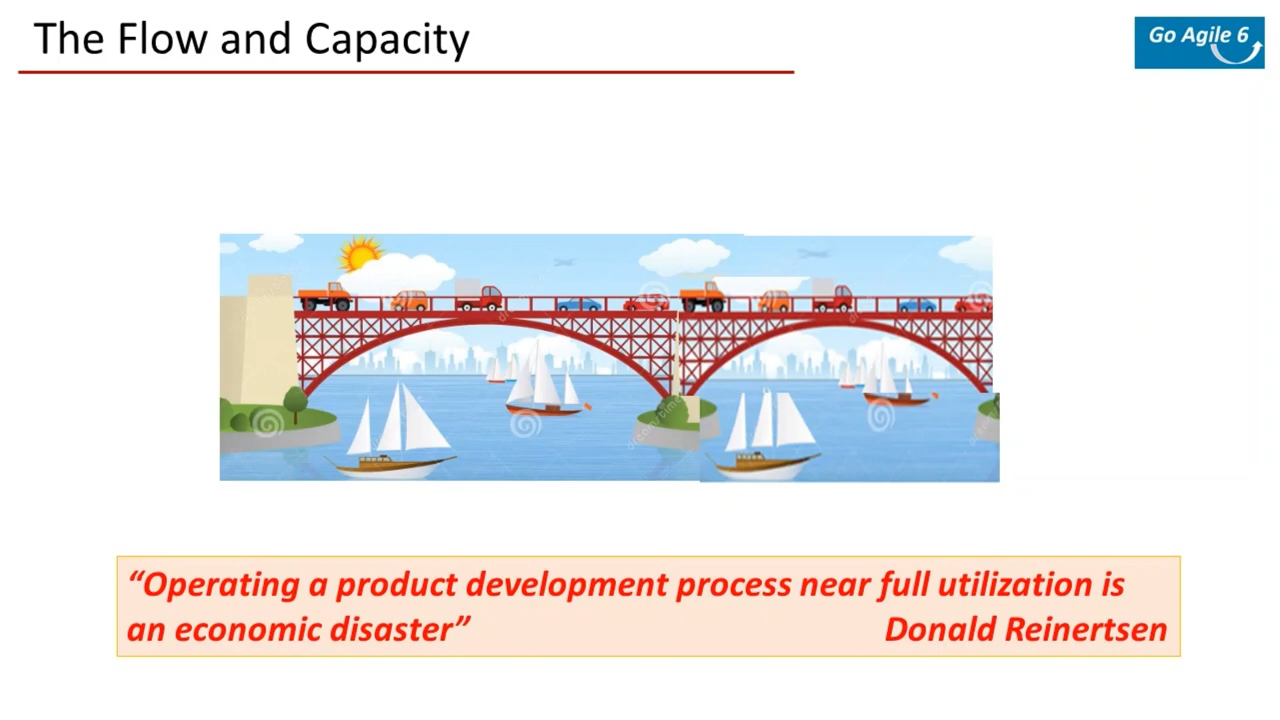 The Flow and Capacity
Go Agile 6
“Operating a product development process near full utilization is
an economic disaster” Donald Reinertsen